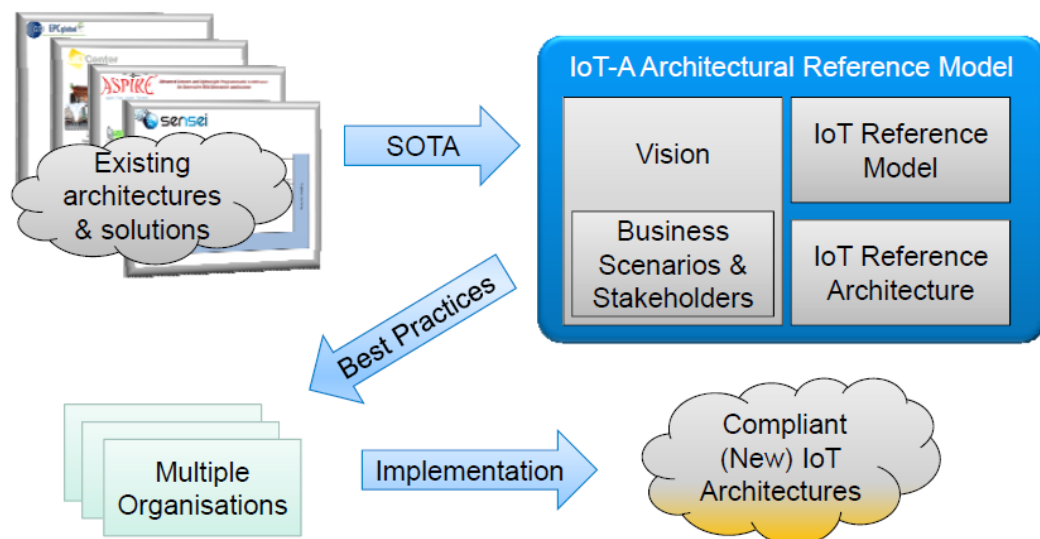 EPCglobal
Center
ASPIRE
sensei
Existing
architectures
& solutions
SOTA
IoT-A Architectural Reference Model
Vision
Business
Scenarios &
Stakeholders
IoT Reference
Model
IoT Reference
Architecture
Best Practices
Multiple
Organisations
Implementation
Compliant
(New) IoT
Architectures